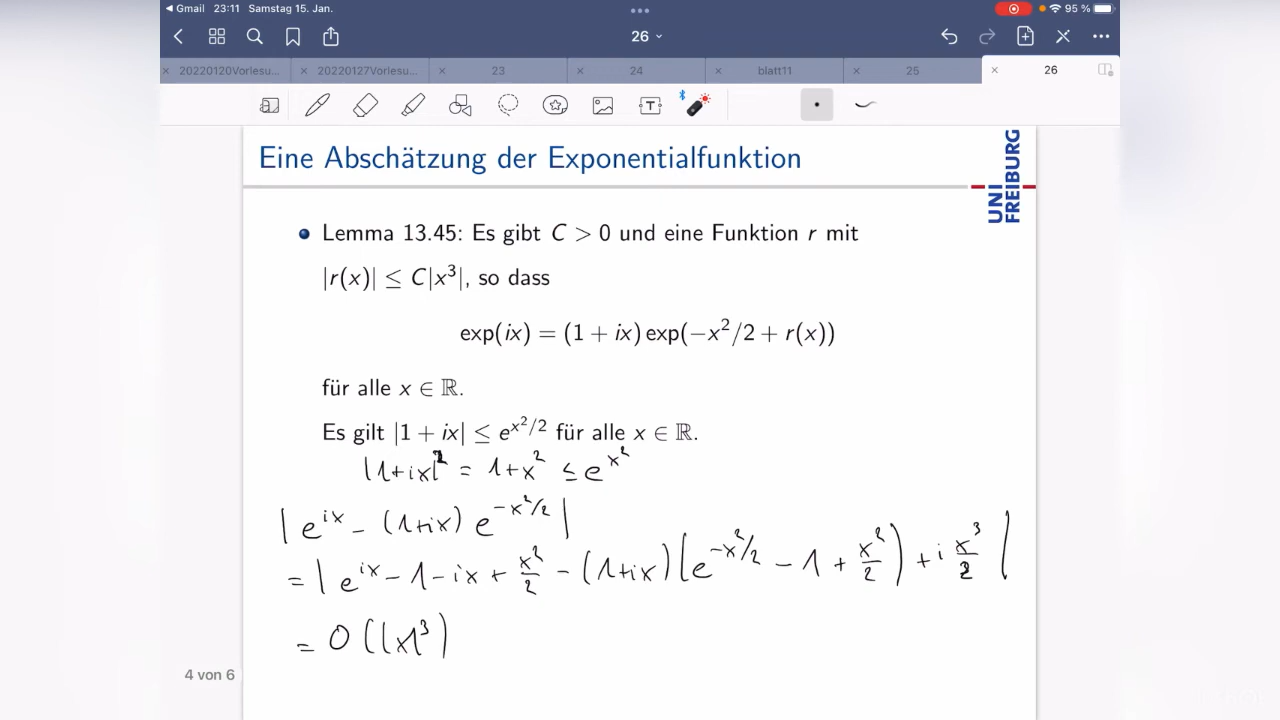 Gmail 23:11 Samstag 15. Jan. 95 %
26
20220120Vorlesu... 20220127Vorlesu... 23 24 blatt11 25 26
Eine Abschätzung der Exponentialfunktion
UNI FREIBURG
Lemma 13.45: Es gibt C > 0 und eine Funktion r mit
|r(x)| ≤ C|x³|, so dass
exp(ix) = (1 + ix) exp(−x²/2 + r(x))
für alle x ∈ ℝ.
Es gilt |1 + ix| ≤ e^{x²/2} für alle x ∈ ℝ.
|1+ix|² = 1+x² ≤ e^{x²}
|e^{ix} − (1+ix) e^{−x²/2}|
= |e^{ix} − 1 − ix + x²/2 − (1+ix)(e^{−x²/2} − 1 + x²/2) + i x³/2|
= O(|x|³)
4 von 6